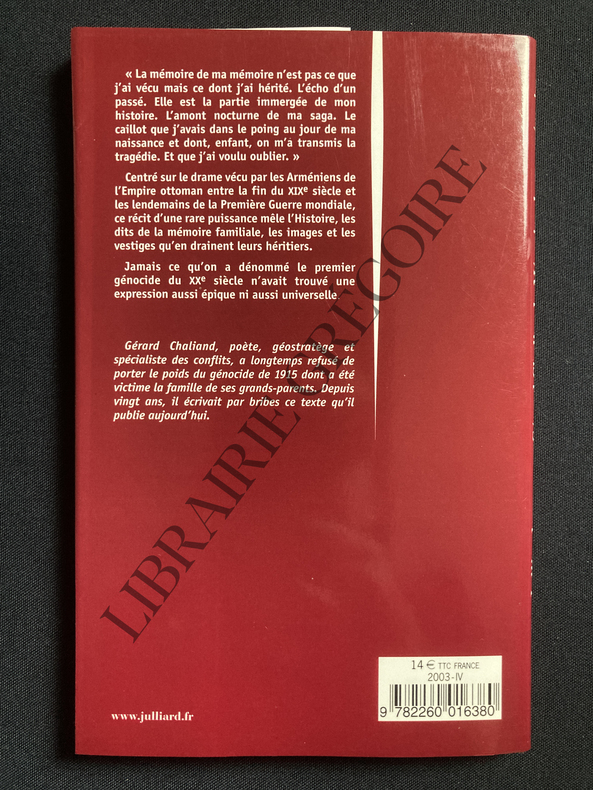 « La mémoire de ma mémoire n'est pas ce que
j'ai vécu mais ce dont j'ai hérité. L'écho d'un
passé. Elle est la partie immergée de mon
histoire. L'amont nocturne de ma saga. Le
caillot que j'avais dans le poing au jour de ma
naissance et dont, enfant, on m'a transmis la
tragédie. Et que j'ai voulu oublier. »
Centré sur le drame vécu par les Arméniens de
l'Empire ottoman entre la fin du XIXe siècle et
les lendemains de la Première Guerre mondiale,
ce récit d'une rare puissance mêle l'Histoire, les
dits de la mémoire familiale, les images et les
vestiges qu'en drainent leurs héritiers.
Jamais ce qu'on a dénommé le premier
génocide du XXe siècle n'avait trouvé une
expression aussi épique ni aussi universelle.
Gérard Chaliand, poète, géostratège et
spécialiste des conflits, a longtemps refusé de
porter le poids du génocide de 1915 dont a été
victime la famille de ses grands-parents. Depuis
vingt ans, il écrivait par bribes ce texte qu'il
publie aujourd'hui.
LIBRAIRIE GRÉGOIRE
14 € TTC FRANCE
2003-IV
9 782260 016380
www.julliard.fr